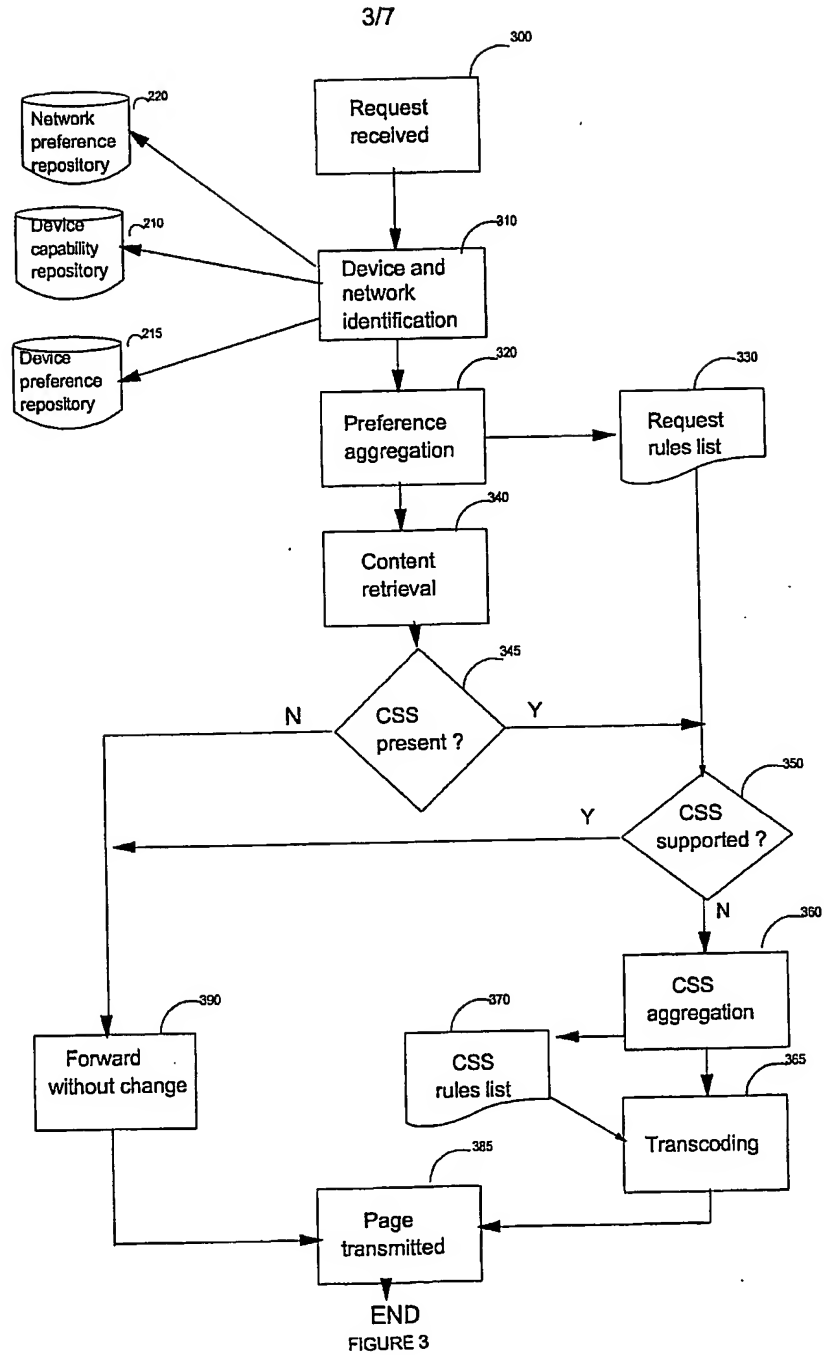 3/7
300
Request
received
220
Network
preference
repository
210
Device
capability
repository
310
Device and
network
identification
215
Device
preference
repository
320
Preference
aggregation
330
Request
rules list
340
Content
retrieval
345
CSS
present ?
N
Y
350
CSS
supported ?
Y
N
360
CSS
aggregation
390
Forward
without change
370
CSS
rules list
365
Transcoding
385
Page
transmitted
END
FIGURE 3